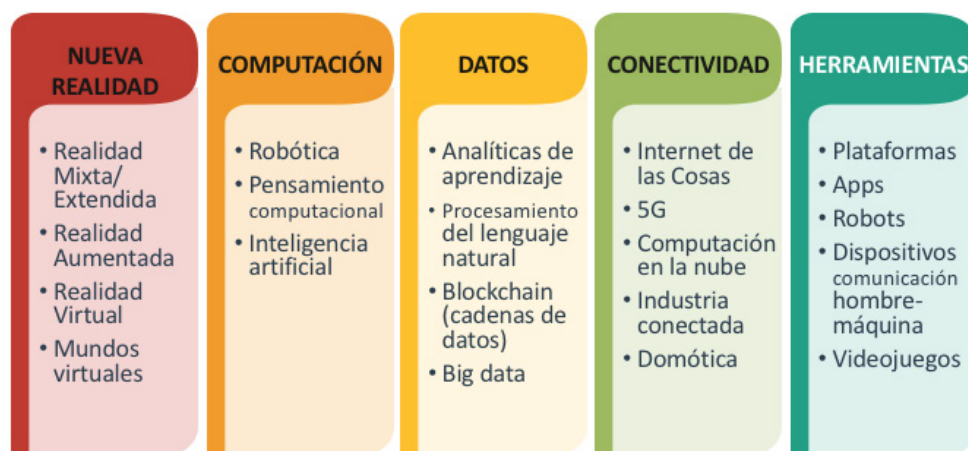 NUEVA
REALIDAD
• Realidad
Mixta/
Extendida
• Realidad
Aumentada
• Realidad
Virtual
• Mundos
virtuales
COMPUTACIÓN
• Robótica
• Pensamiento
computacional
• Inteligencia
artificial
DATOS
• Analíticas de
aprendizaje
• Procesamiento
del lenguaje
natural
• Blockchain
(cadenas de
datos)
• Big data
CONECTIVIDAD
• Internet de
las Cosas
• 5G
• Computación
en la nube
• Industria
conectada
• Domótica
HERRAMIENTAS
• Plataformas
• Apps
• Robots
• Dispositivos
comunicación
hombre-
máquina
• Videojuegos